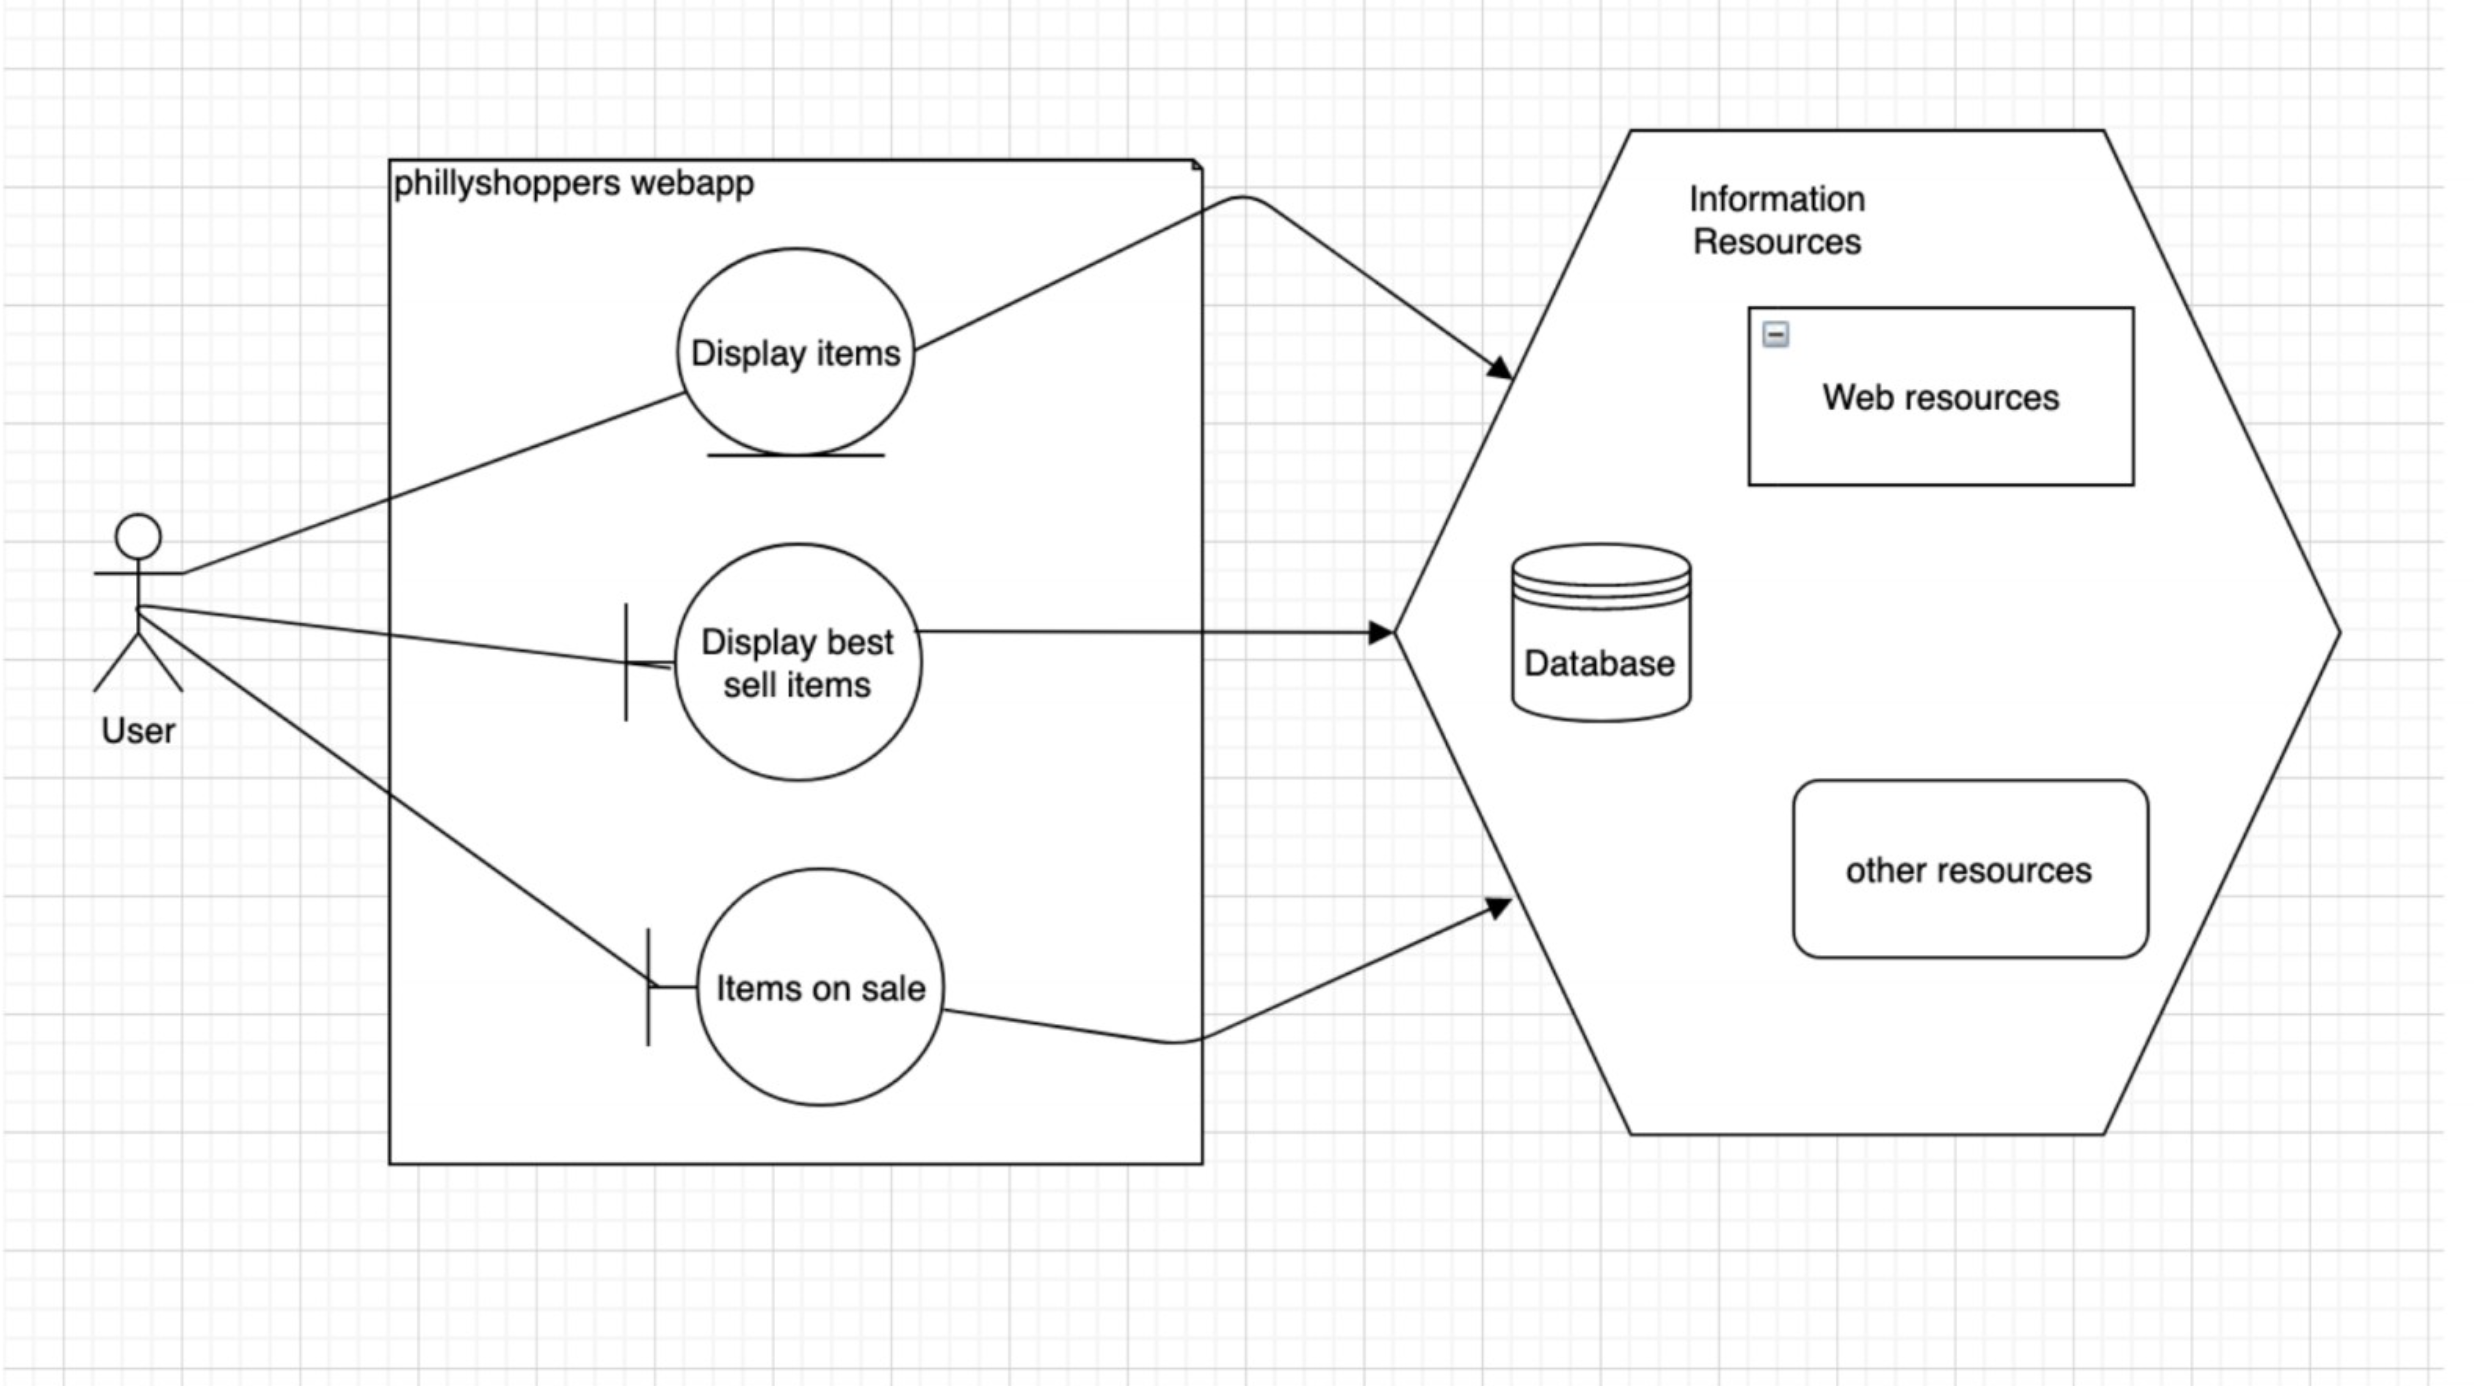 phillyshoppers webapp
Display items
Display best
sell items
Items on sale
User
Information
Resources
Web resources
Database
other resources